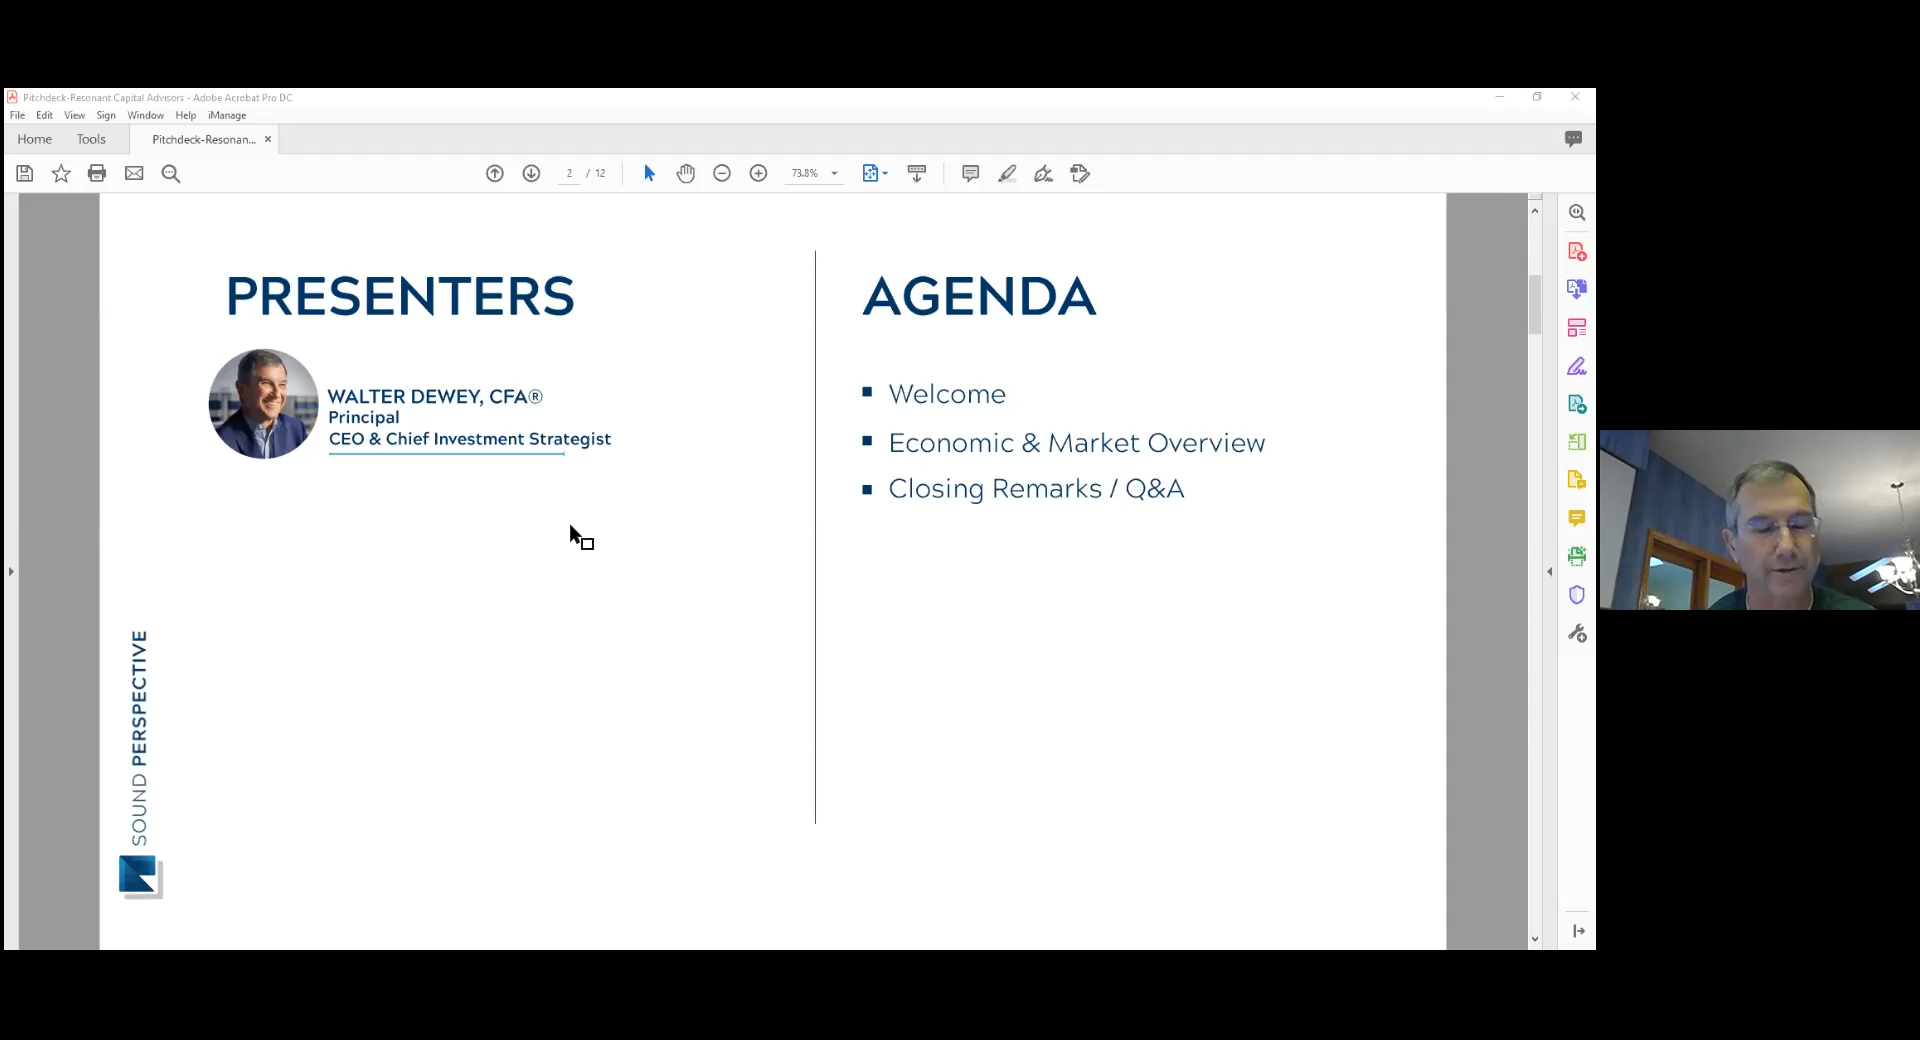 Pitchdeck-Resonant Capital Advisors - Adobe Acrobat Pro DC
File Edit View Sign Window Help iManage
Home Tools Pitchdeck-Resonan... ×
2 / 12 73.8%
PRESENTERS
WALTER DEWEY, CFA®
Principal
CEO & Chief Investment Strategist
AGENDA
▪ Welcome
▪ Economic & Market Overview
▪ Closing Remarks / Q&A
SOUND PERSPECTIVE